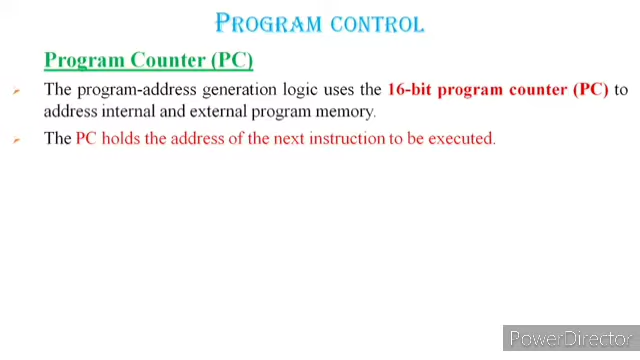 PROGRAM CONTROL
Program Counter (PC)
➢ The program-address generation logic uses the 16-bit program counter (PC) to
address internal and external program memory.
➢ The PC holds the address of the next instruction to be executed.
PowerDirector